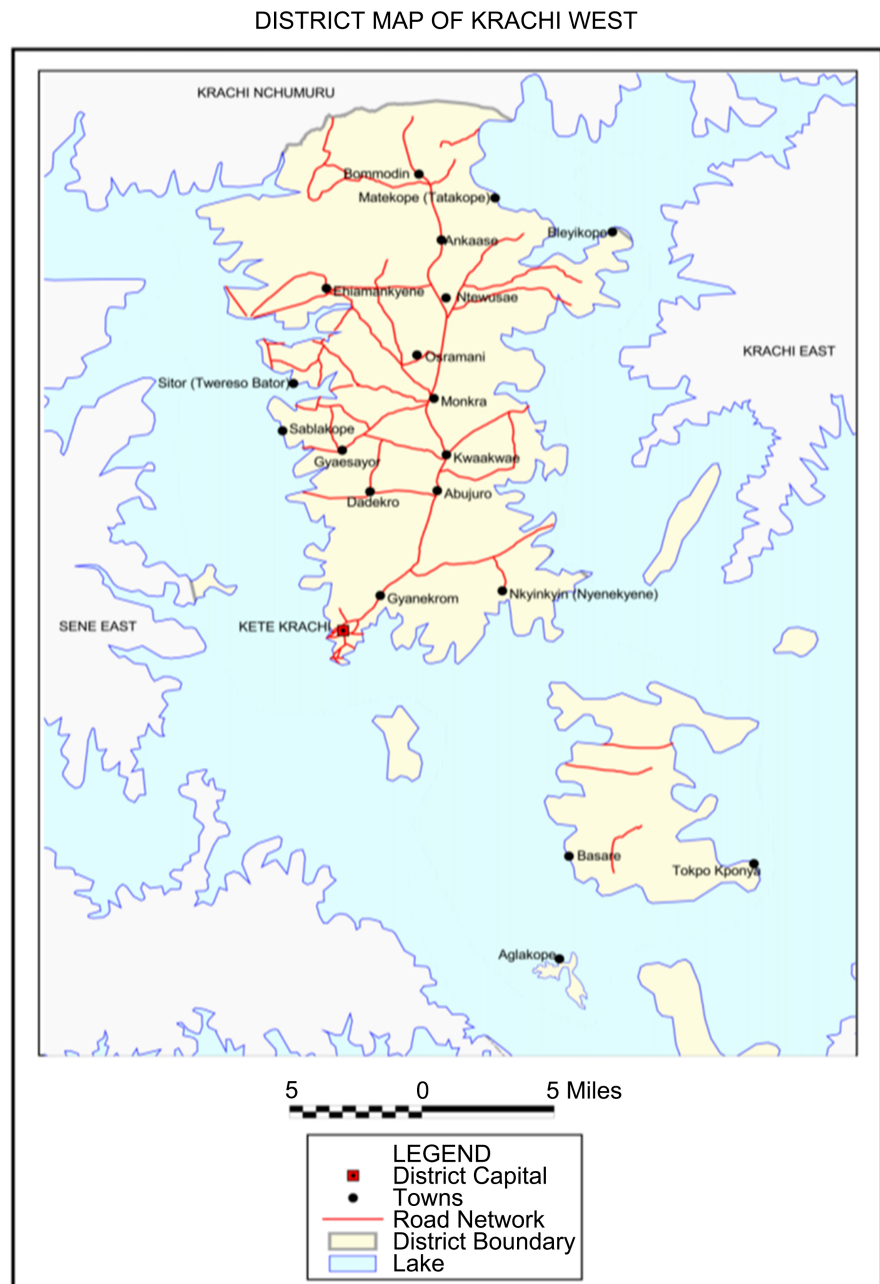 DISTRICT MAP OF KRACHI WEST
KRACHI NCHUMURU
Bommodin
Matekope (Tatakope)
Bleyikope
Ankaase
Ehiamankyene
Ntewusae
KRACHI EAST
Osramani
Sitor (Twereso Bator)
Monkra
Sablakope
Gyaesayor
Kwaakwae
Dadekro
Abujuro
Gyanekrom
Nkyinkyin (Nyenekyene)
SENE EAST
KETE KRACHI
Basare
Tokpo Kponya
Aglakope
5 0 5 Miles
LEGEND
District Capital
Towns
Road Network
District Boundary
Lake